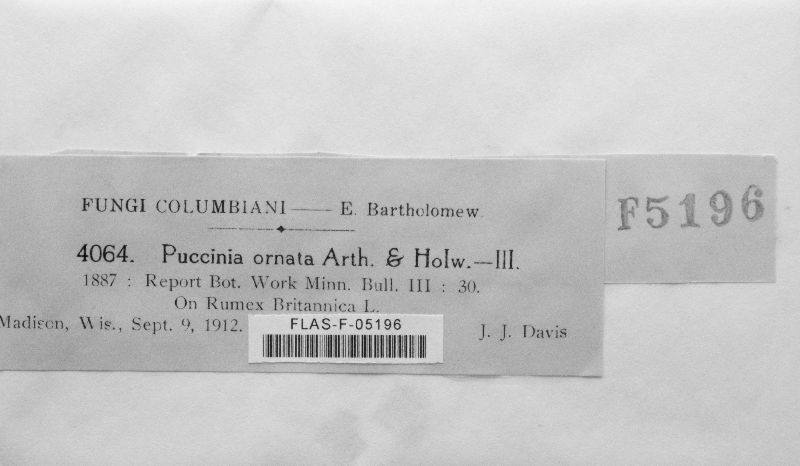 FUNGI COLUMBIANI —— E. Bartholomew.
4064. Puccinia ornata Arth. & Holw.—III.
1887 : Report Bot. Work Minn. Bull. III : 30.
On Rumex Britannica L.
Madison, Wis., Sept. 9, 1912.
J. J. Davis
FLAS-F-05196
F5196